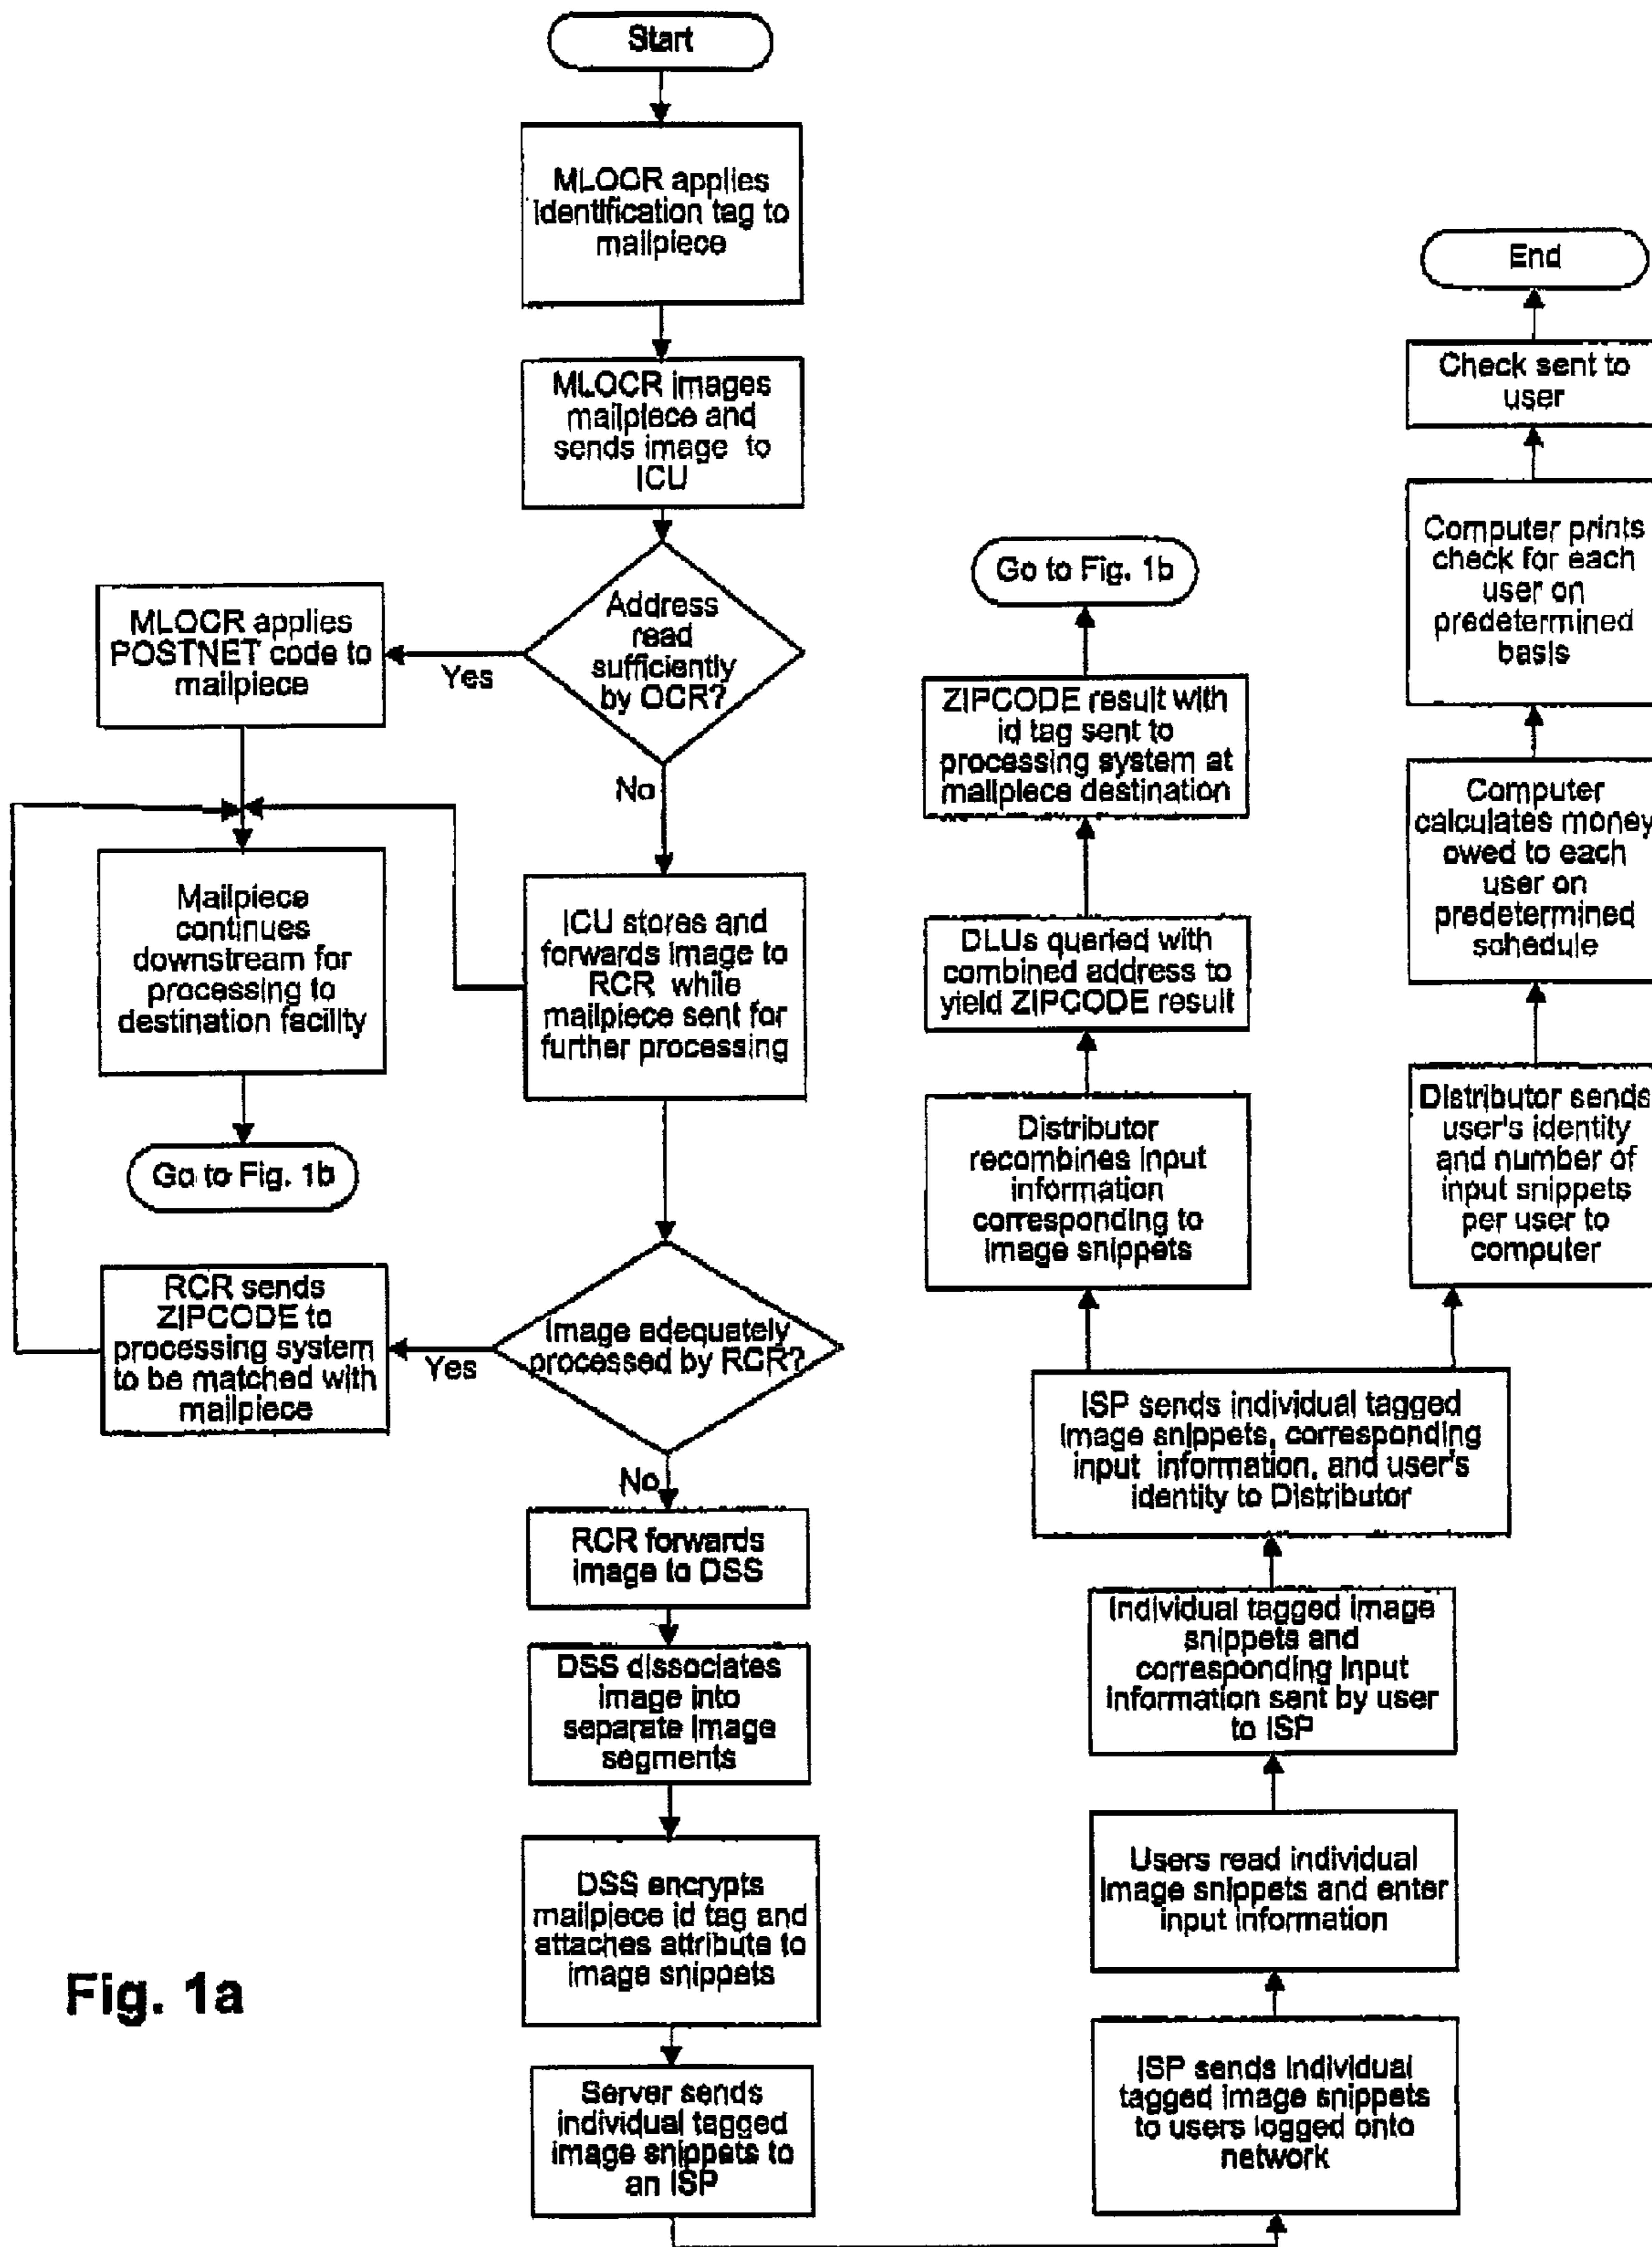 Start
MLOCR applies
identification tag to
mailpiece
MLOCR images
mailpiece and
sends image to
ICU
Address
read
sufficiently
by OCR?
Yes
No
MLOCR applies
POSTNET code to
mailpiece
Mailpiece
continues
downstream for
processing to
destination facility
Go to Fig. 1b
ICU stores and
forwards image to
RCR while
mailpiece sent for
further processing
Image adequately
processed by RCR?
Yes
No
RCR sends
ZIPCODE to
processing system
to be matched with
mailpiece
RCR forwards
image to DSS
DSS dissociates
image into
separate image
segments
DSS encrypts
mailpiece id tag and
attaches attribute to
image snippets
Server sends
individual tagged
image snippets to
an ISP
ISP sends individual
tagged image snippets
to users logged onto
network
Users read individual
image snippets and enter
input information
Individual tagged image
snippets and
corresponding input
information sent by user
to ISP
ISP sends individual tagged
image snippets, corresponding
input information, and user's
identity to Distributor
Distributor
recombines input
information
corresponding to
image snippets
DLUs queried with
combined address to
yield ZIPCODE result
ZIPCODE result with
id tag sent to
processing system at
mailpiece destination
Go to Fig. 1b
Distributor sends
user's identity
and number of
input snippets
per user to
computer
Computer
calculates money
owed to each
user on
predetermined
schedule
Computer prints
check for each
user on
predetermined
basis
Check sent to
user
End
Fig. 1a